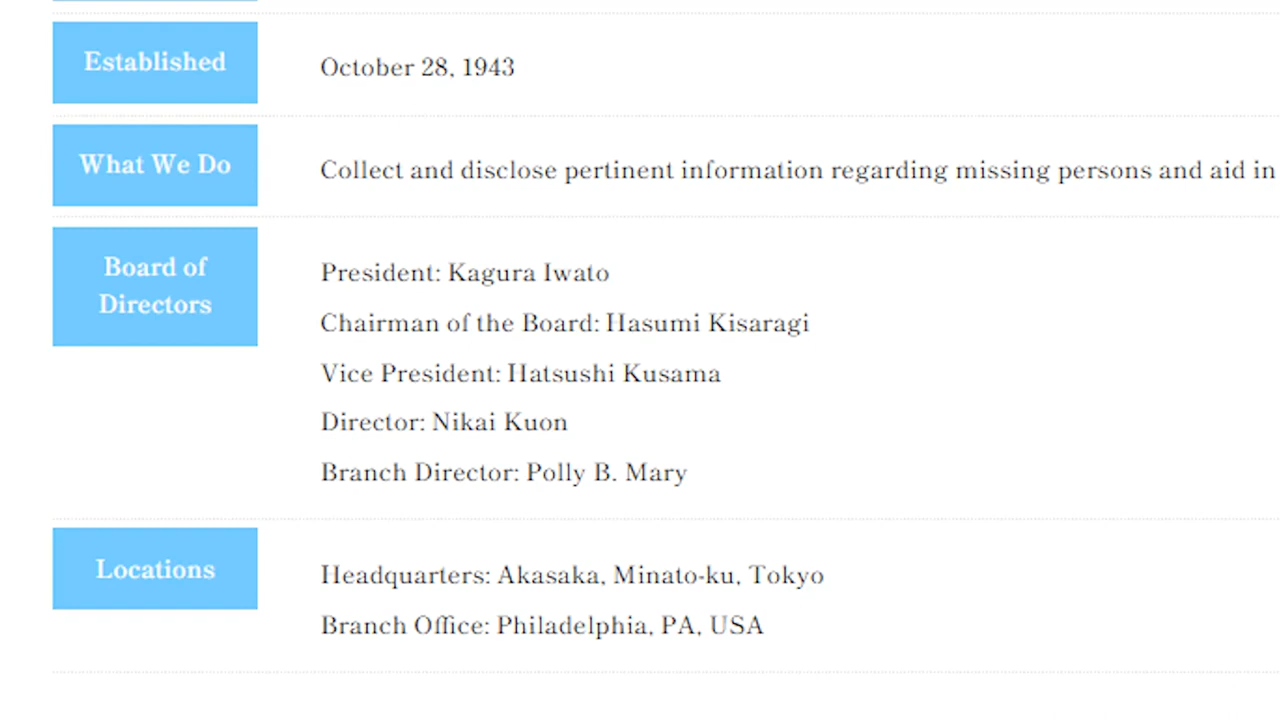 Established
October 28, 1943
What We Do
Collect and disclose pertinent information regarding missing persons and aid in
Board of
Directors
President: Kagura Iwato
Chairman of the Board: Hasumi Kisaragi
Vice President: Hatsushi Kusama
Director: Nikai Kuon
Branch Director: Polly B. Mary
Locations
Headquarters: Akasaka, Minato-ku, Tokyo
Branch Office: Philadelphia, PA, USA